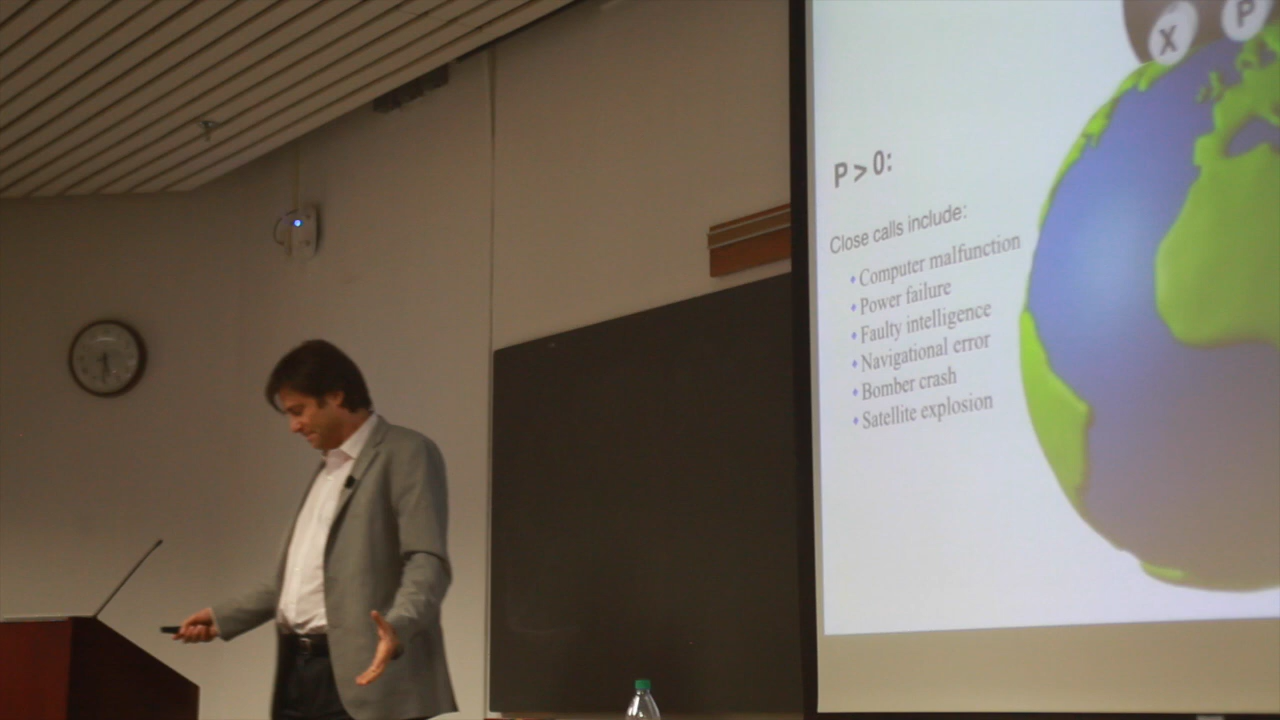 X P
P > 0:
Close calls include:
Computer malfunction
Power failure
Faulty intelligence
Navigational error
Bomber crash
Satellite explosion